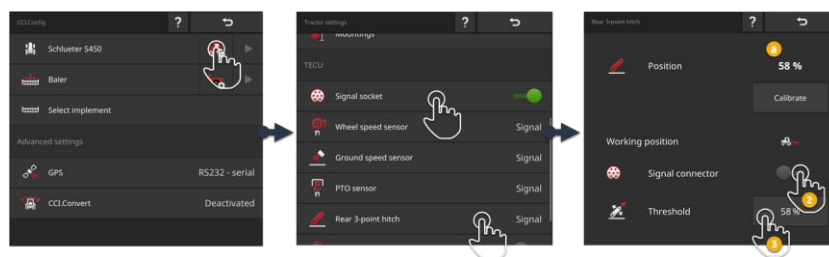 CCI.Config ?
Schlueter S450
Baler
Select implement
Advanced settings
GPS RS232 - serial
CCI.Convert Deactivated
Tractor settings ?
Mountings
TECU
Signal socket
n Wheel speed sensor Signal
Ground speed sensor Signal
n PTO sensor Signal
Rear 3-point hitch Signal
Rear 3-point hitch ?
8
Position 58 %
Calibrate
Working position
Signal connector
2
Threshold 58 %
3